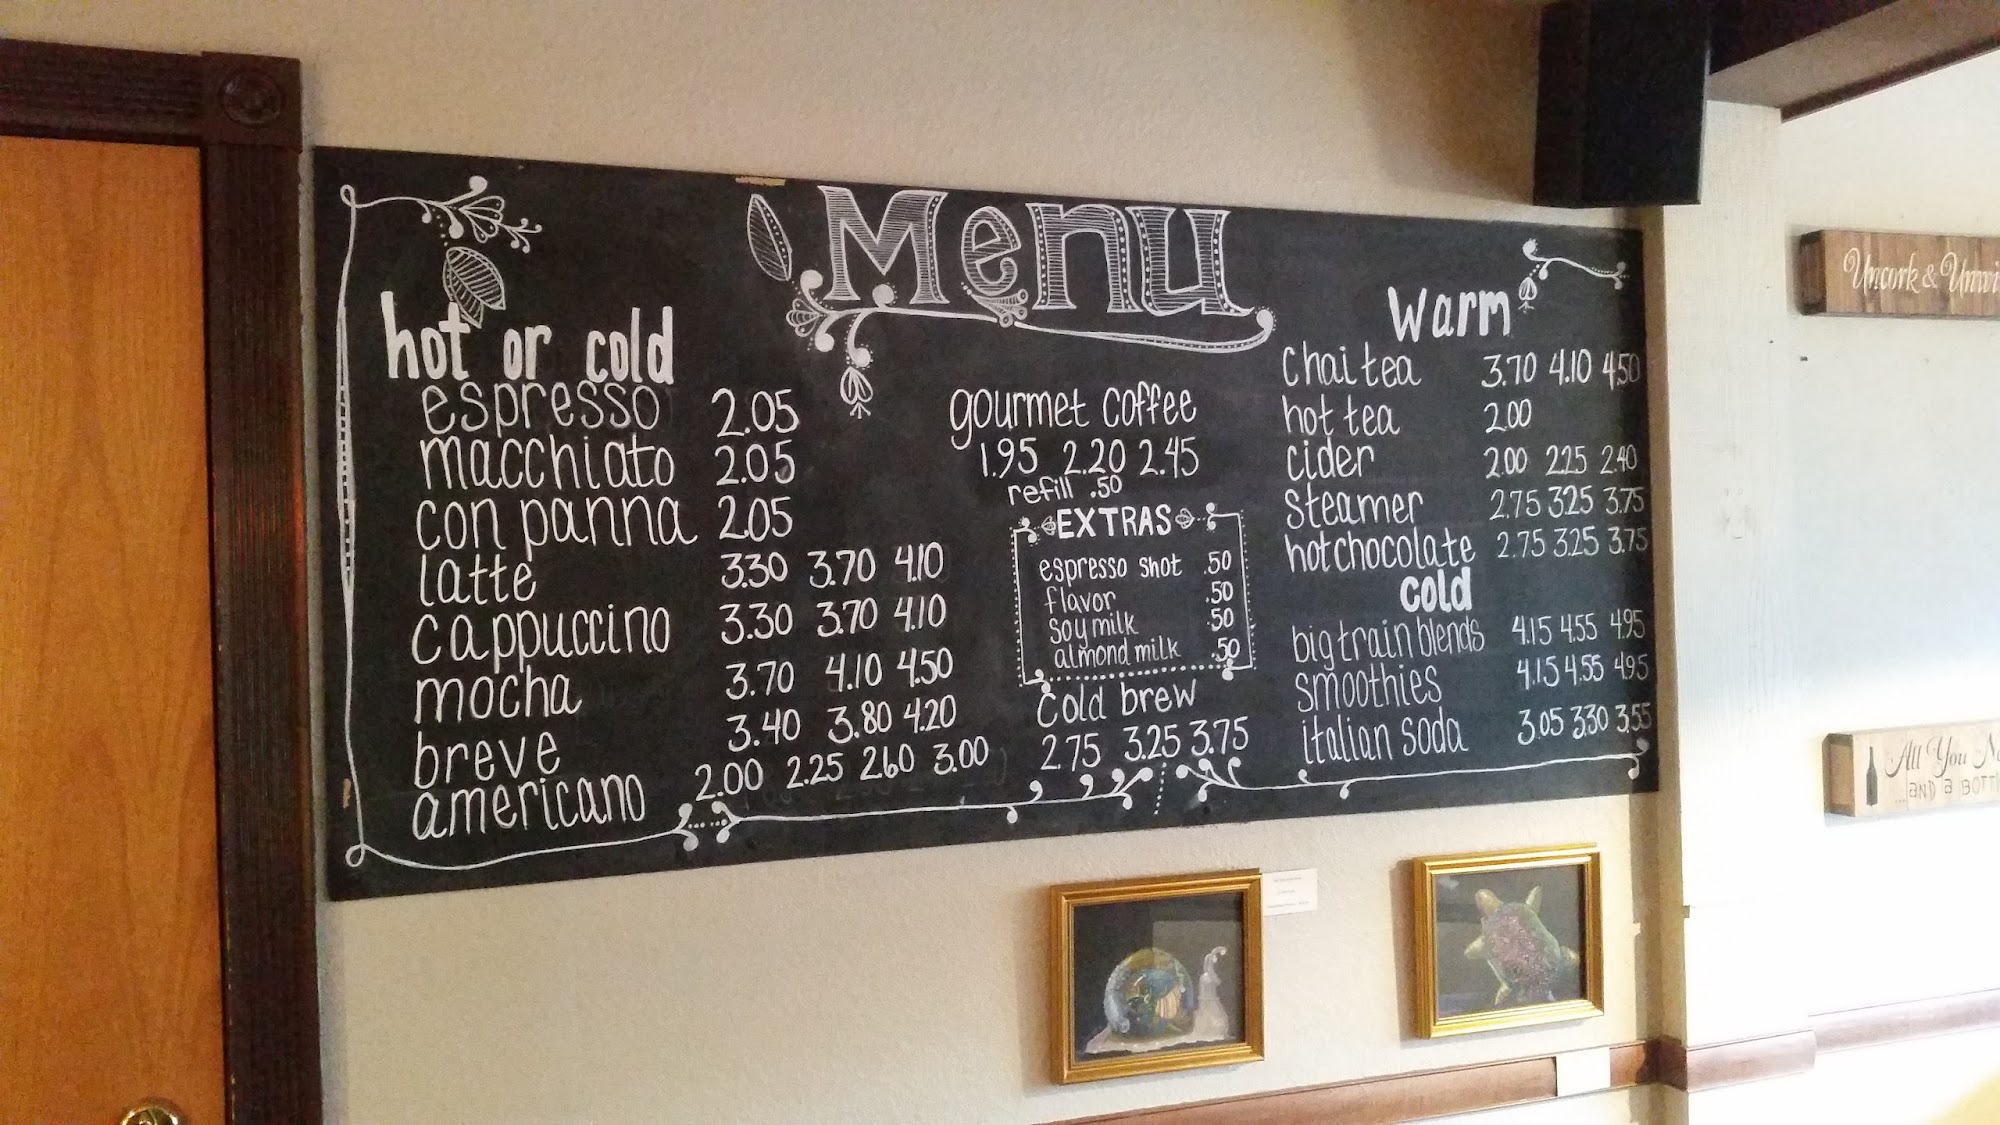 Menu
hot or cold
espresso 2.05
macchiato 2.05
con panna 2.05
latte 3.30 3.70 4.10
cappuccino 3.30 3.70 4.10
mocha 3.70 4.10 4.50
breve 3.40 3.80 4.20
americano 2.00 2.25 2.60 3.00
gourmet coffee
1.95 2.20 2.45
refill .50
EXTRAS
espresso shot .50
flavor .50
soy milk .50
almond milk .50
Cold brew
2.75 3.25 3.75
warm
chai tea 3.70 4.10 4.50
hot tea 2.00
cider 2.00 2.25 2.40
steamer 2.75 3.25 3.75
hot chocolate 2.75 3.25 3.75
cold
big train blends 4.15 4.55 4.95
smoothies 4.15 4.55 4.95
italian soda 3.05 3.30 3.55
Uncork & Unwi
All You Ne
...and a BOTT